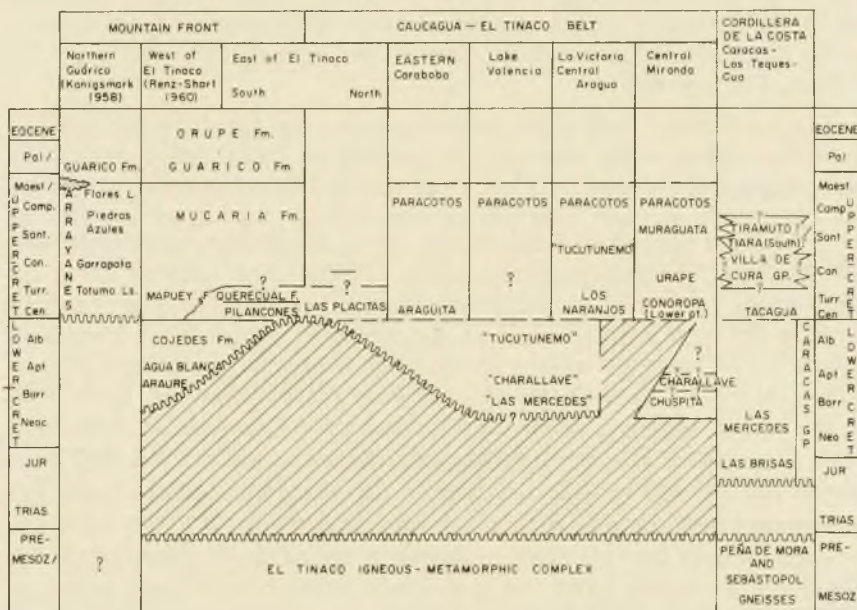 MOUNTAIN FRONT
CAUCAGUA - EL TINACO BELT
CORDILLERA
DE LA COSTA
Caracas-
Los Teques-
Cua
Northern
Guárico
(Konigsmark
1958)
West of
El Tinaco
(Renz-Short
1960)
East of El Tinaco
South North
EASTERN
Carabobo
Lake
Valencia
La Victoria
Central
Aragua
Central
Miranda
EOCENE
Pal/
Maest/
Camp.
Sant.
Con.
Turr.
Cen.
UPPER CRET
Alb
Apt
Barr
Neoc
LOWER CRET
JUR
TRIAS
PRE-
MESOZ/
GUARICO Fm.
ARRAYANES
Flores L.
Piedras
Azules
Garrapata
Totumo Ls.
?
ORUPE Fm.
GUARICO Fm.
MUCARIA Fm.
MAPUEY F
QUERECUAL F.
?
PILANCONES
LAS PLACITAS
?
COJEDES Fm.
AGUA BLANCA
ARAURE
PARACOTOS
ARAGÜITA
PARACOTOS
?
PARACOTOS
"TUCUTUNEMO"
LOS
NARANJOS
PARACOTOS
MURAGUATA
URAPE
CONOROPA
(Lower pt.)
"TUCUTUNEMO"
"CHARALLAVE"
"LAS MERCEDES"
?
?
? ?
CHARALLAVE
? ?
CHUSPITA
?
TIRAMUTO
TIARA (South)
?
VILLA DE
CURA GP.
?
TACAGUA
CARACAS GP
LAS
MERCEDES
LAS BRISAS
EL TINACO IGNEOUS-METAMORPHIC COMPLEX
PEÑA DE MORA
AND
SEBASTOPOL
GNEISSES
EOCENE
Pal
Maest.
Camp
Sant
Con
Turr
Cen
UPPER CRET
Alb
Apt
Barr
Neo
LOWER CRET
JUR
TRIAS
PRE-
MESOZ